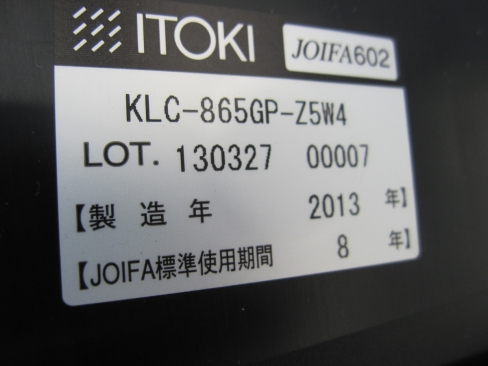 ITOKI JOIFA602
KLC-865GP-Z5W4
LOT. 130327 00007
【製造年 2013 年】
【JOIFA標準使用期間 8 年】